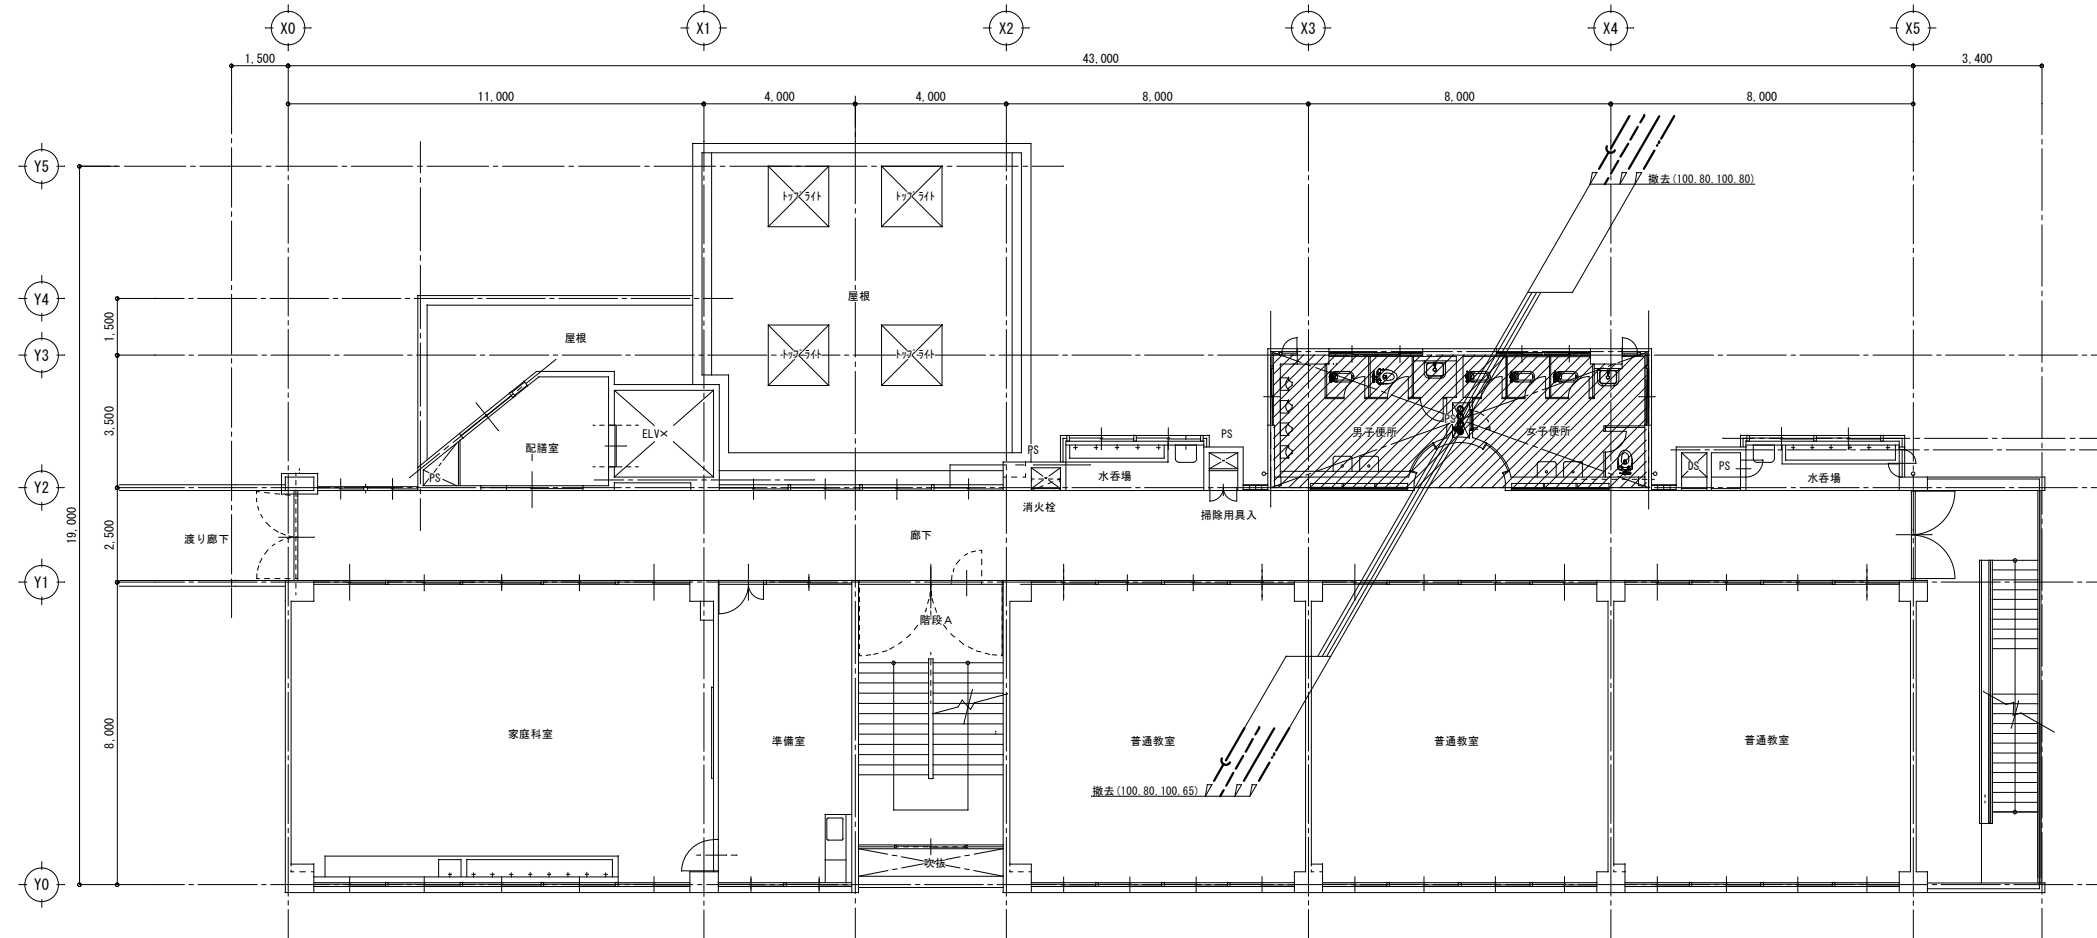 X0 X1 X2 X3 X4 X5
1,500 43,000 3,400
11,000 4,000 4,000 8,000 8,000 8,000
Y5
トップライト トップライト
撤去(100.80.100.80)
Y4
屋根
1,500
屋根
Y3
トップライト トップライト
3,500
ELV
配膳室
PS
PS
PS
水呑場
男子便所
PS
女子便所
DS
PS
水呑場
Y2
消火栓
掃除用具入
19,000
2,500
渡り廊下
廊下
Y1
階段A
8,000
家庭科室
準備室
普通教室
普通教室
普通教室
撤去(100.80.100.65)
吹抜
Y0